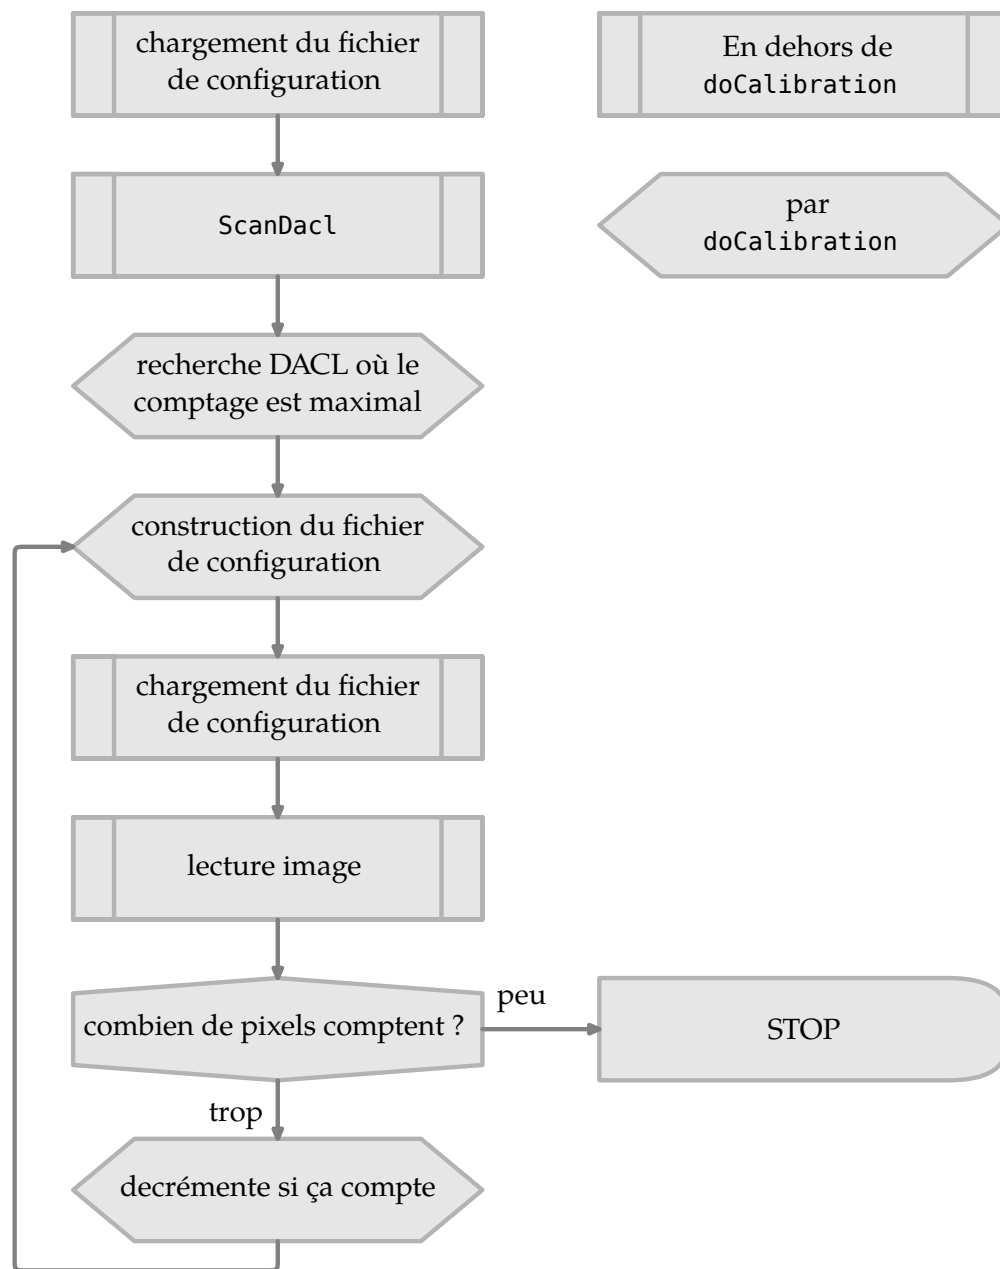 chargement du fichier
de configuration
En dehors de
doCalibration
ScanDacl
par
doCalibration
recherche DACL où le
comptage est maximal
construction du fichier
de configuration
chargement du fichier
de configuration
lecture image
combien de pixels comptent ?
peu
STOP
trop
decrémente si ça compte